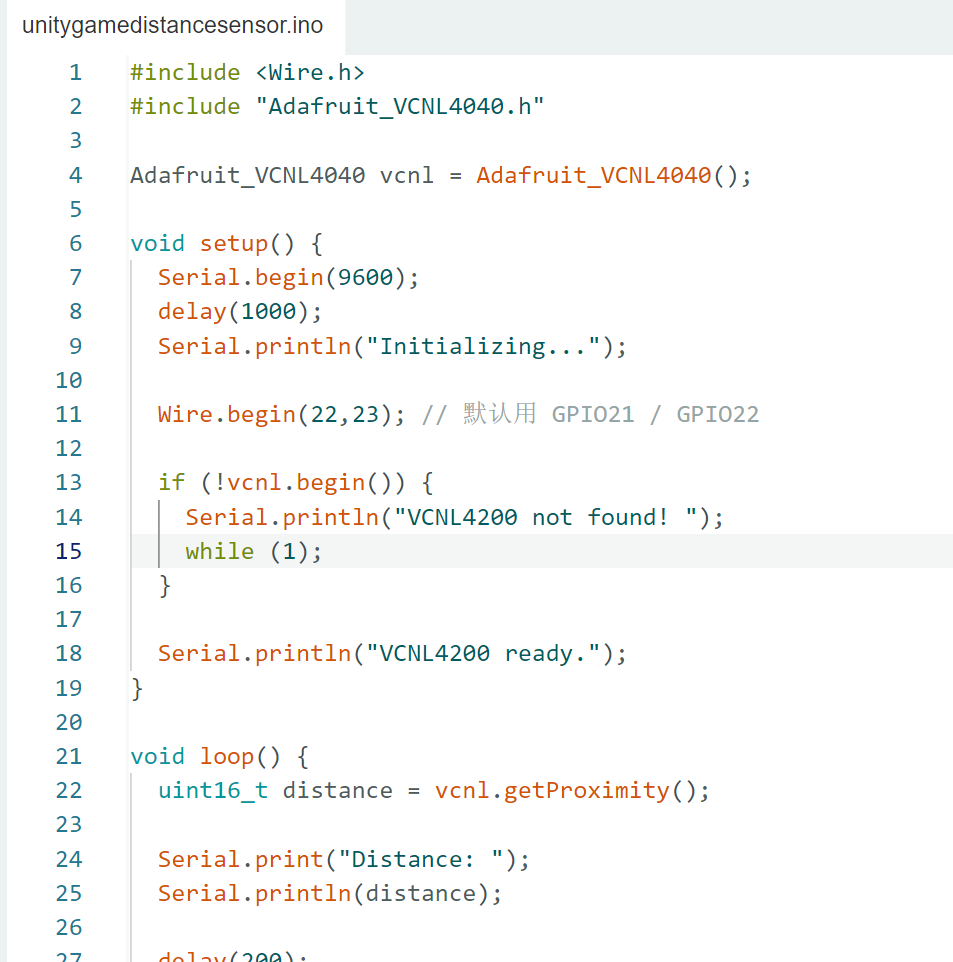 unitygamedistancesensor.ino
1 #include <Wire.h>
2 #include "Adafruit_VCNL4040.h"
3
4 Adafruit_VCNL4040 vcnl = Adafruit_VCNL4040();
5
6 void setup() {
7 Serial.begin(9600);
8 delay(1000);
9 Serial.println("Initializing...");
10
11 Wire.begin(22,23); // 默认用 GPIO21 / GPIO22
12
13 if (!vcnl.begin()) {
14 Serial.println("VCNL4200 not found! ");
15 while (1);
16 }
17
18 Serial.println("VCNL4200 ready.");
19 }
20
21 void loop() {
22 uint16_t distance = vcnl.getProximity();
23
24 Serial.print("Distance: ");
25 Serial.println(distance);
26
27 delay(200);